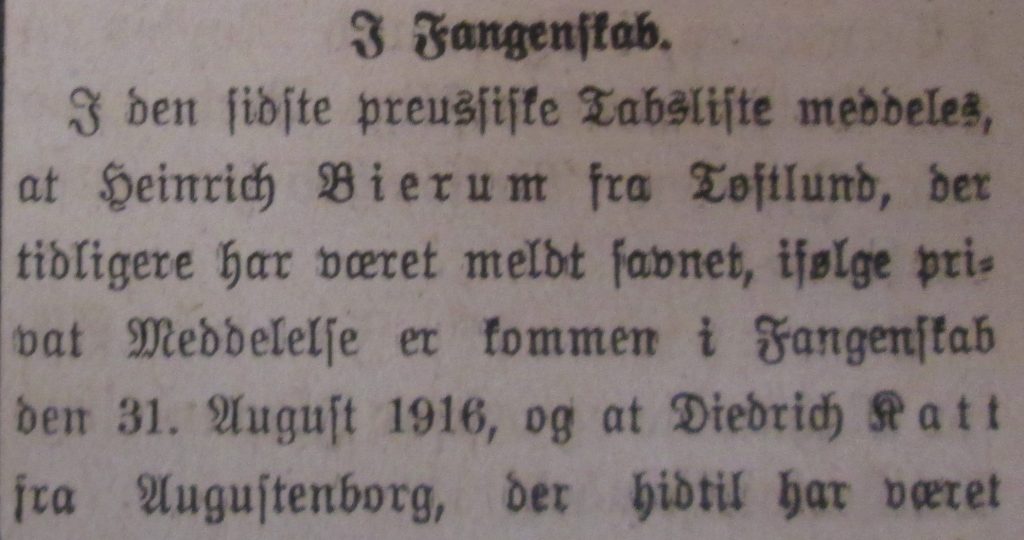 I Fangenskab.
I den sidste preussiske Tabsliste meddeles,
at Heinrich Bierum fra Tøstlund, der
tidligere har været meldt savnet, ifølge pri-
vat Meddelelse er kommen i Fangenskab
den 31. August 1916, og at Diedrich Katt
fra Augustenborg, der hidtil har været